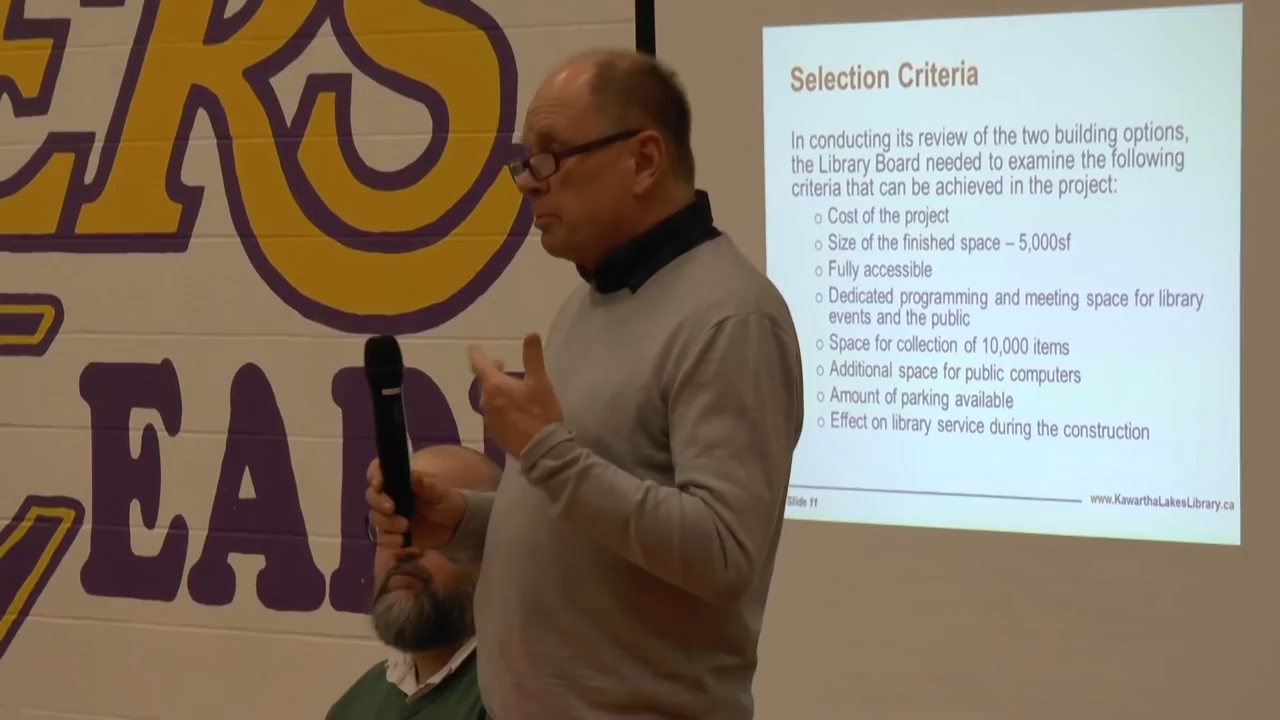 ERS
EAR
Selection Criteria
In conducting its review of the two building options,
the Library Board needed to examine the following
criteria that can be achieved in the project:
○ Cost of the project
○ Size of the finished space – 5,000sf
○ Fully accessible
○ Dedicated programming and meeting space for library
events and the public
○ Space for collection of 10,000 items
○ Additional space for public computers
○ Amount of parking available
○ Effect on library service during the construction
Slide 11
www.KawarthaLakesLibrary.ca